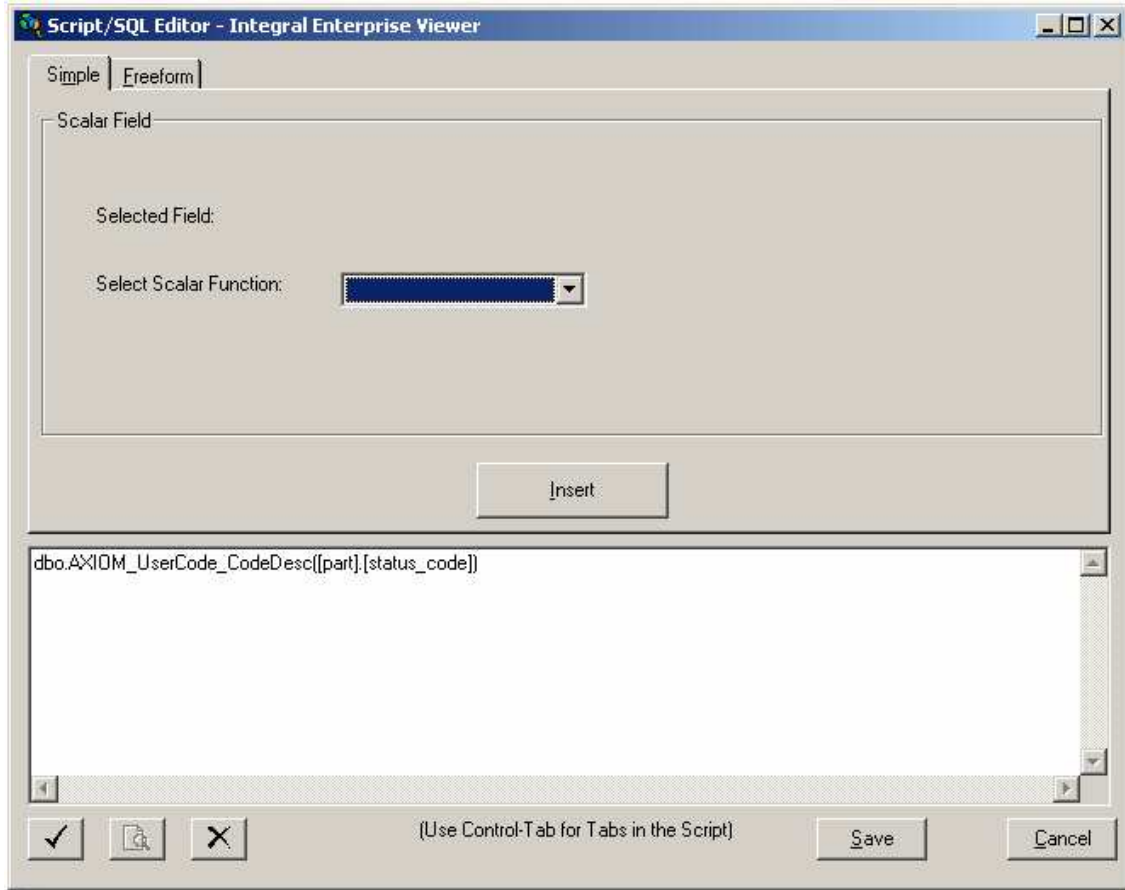 Script/SQL Editor - Integral Enterprise Viewer
Simple Freeform
Scalar Field
Selected Field:
Select Scalar Function:
Insert
dbo.AXIOM_UserCode_CodeDesc([part].[status_code])
(Use Control-Tab for Tabs in the Script) Save Cancel